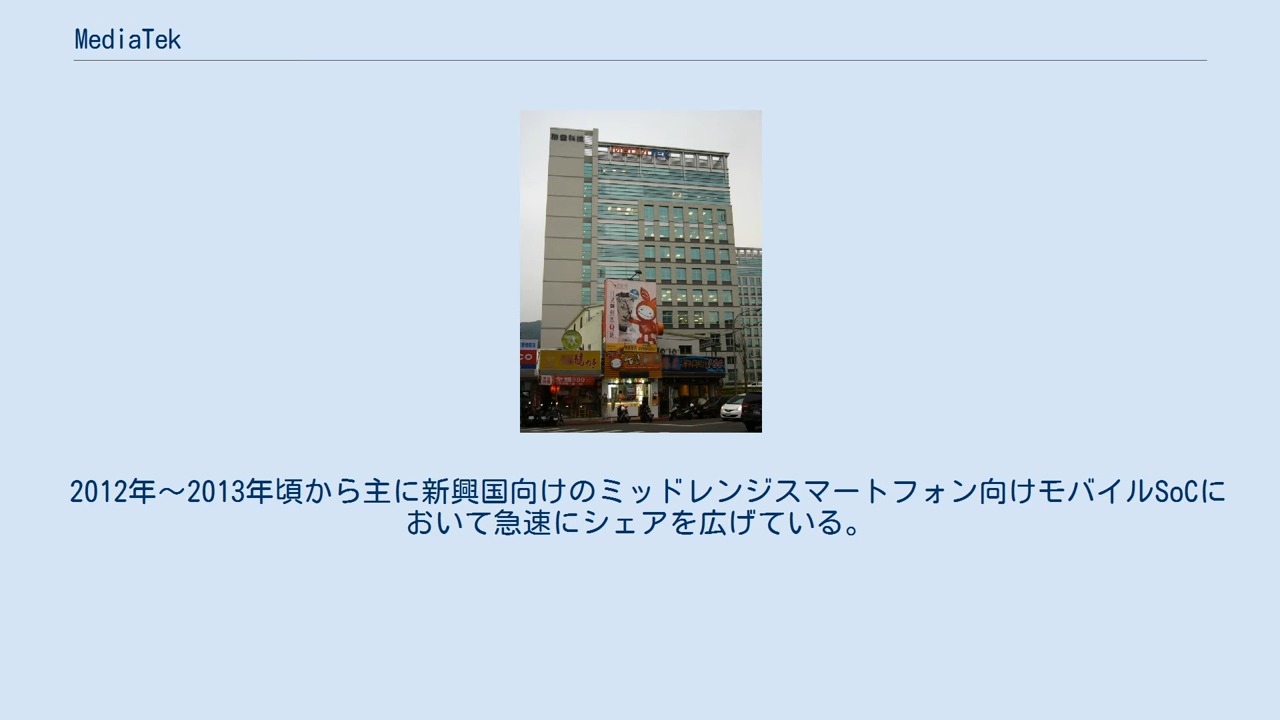 MediaTek
2012年～2013年頃から主に新興国向けのミッドレンジスマートフォン向けモバイルSoCに
おいて急速にシェアを広げている。